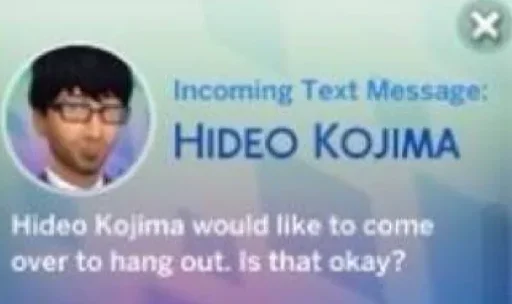 Incoming Text Message:
HIDEO KOJIMA
Hideo Kojima would like to come
over to hang out. Is that okay?